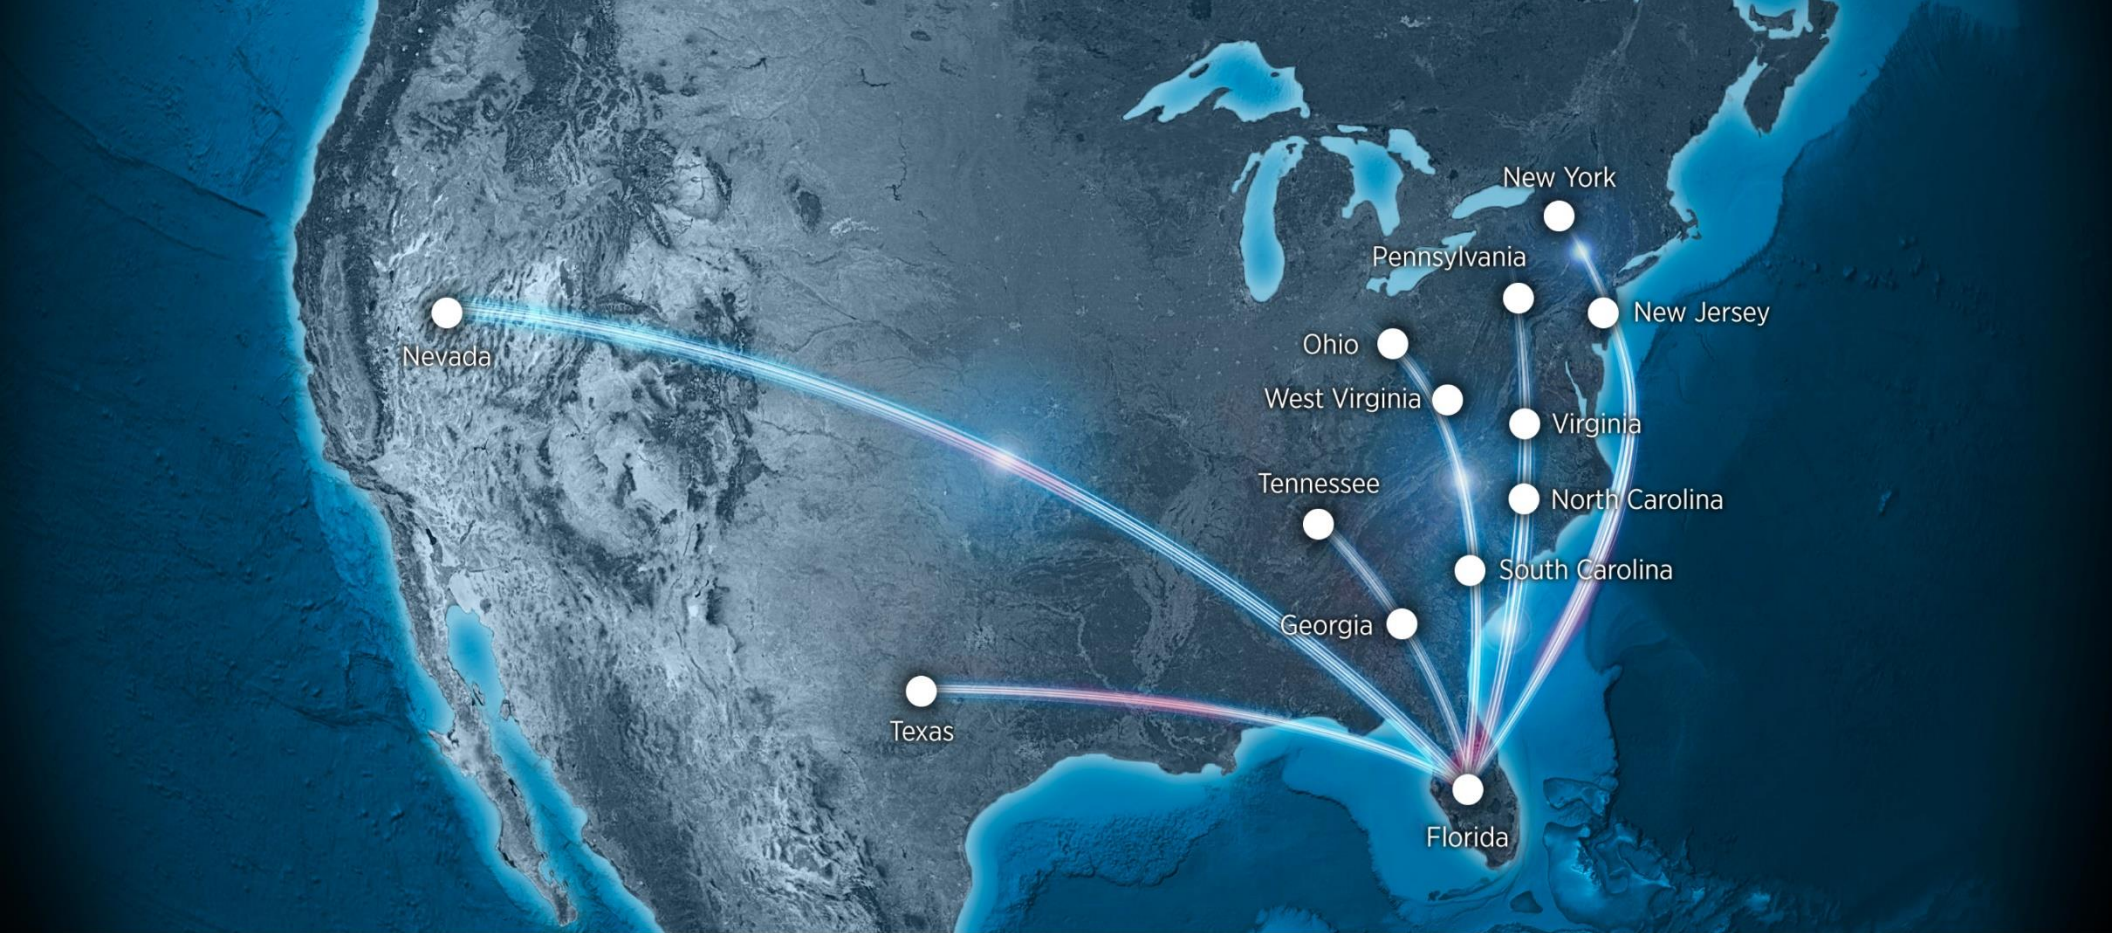 New York
Pennsylvania
New Jersey
Nevada
Ohio
West Virginia
Virginia
Tennessee
North Carolina
South Carolina
Georgia
Texas
Florida